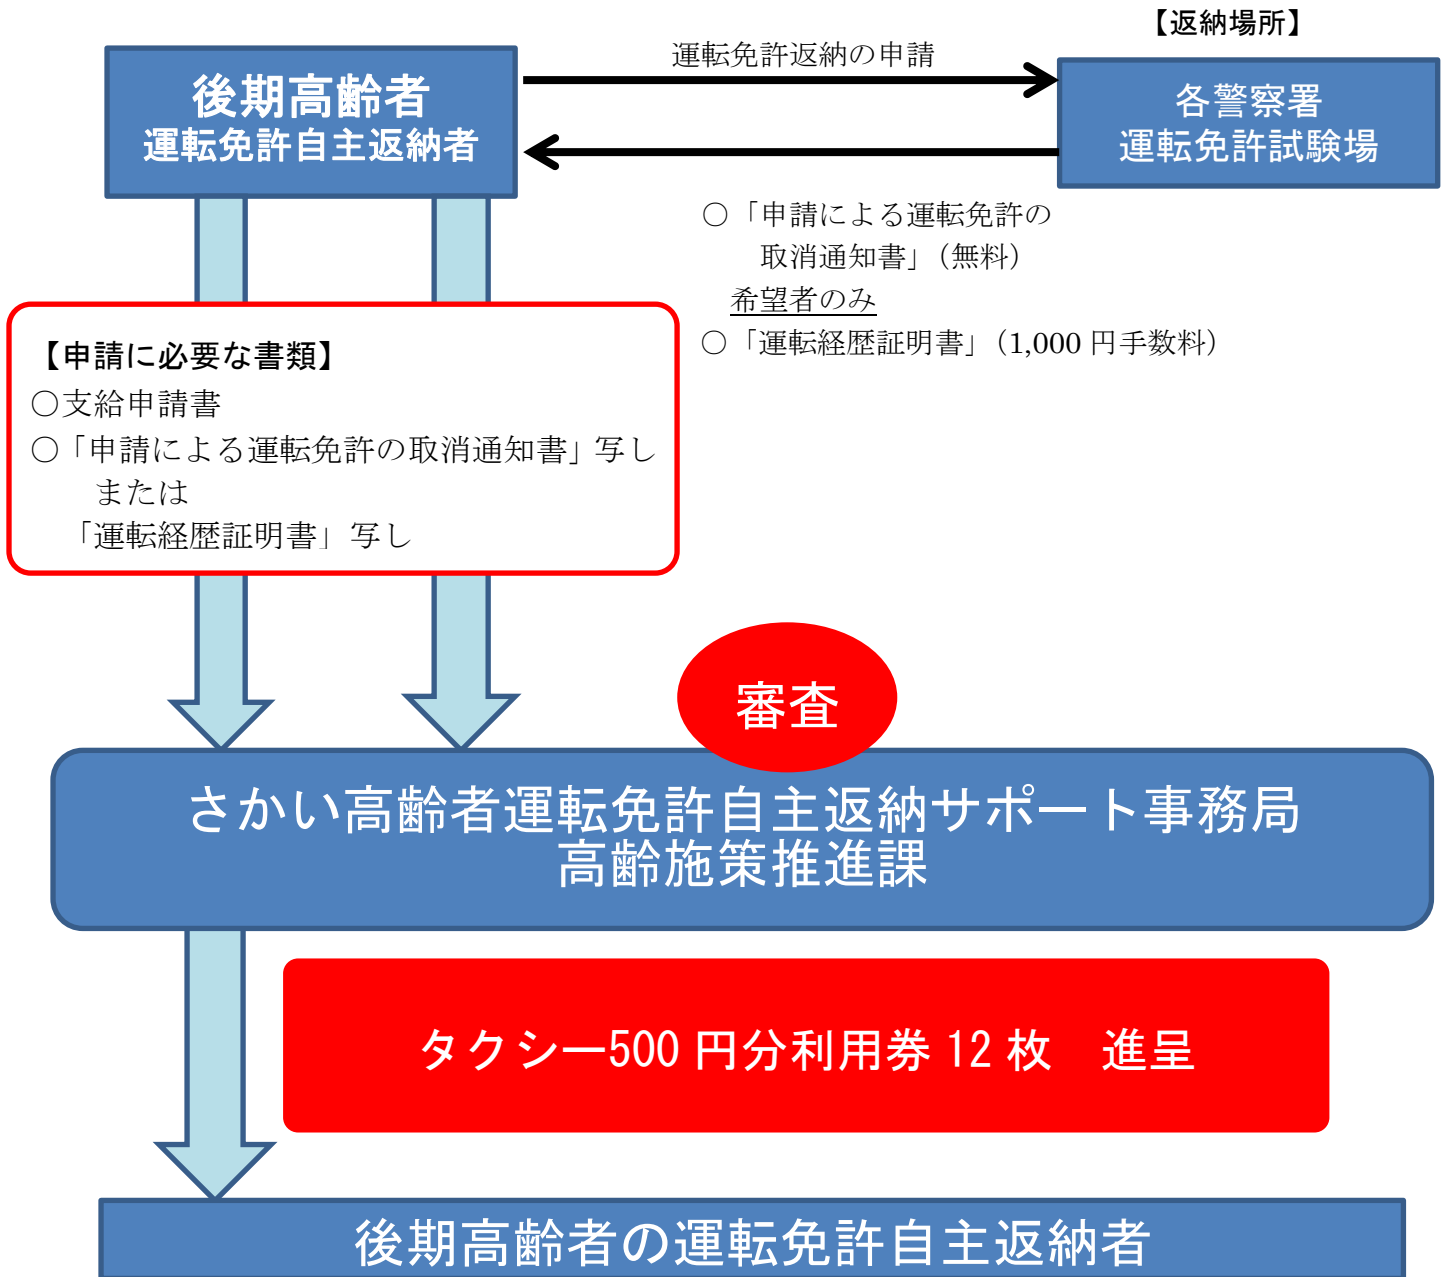 【返納場所】
運転免許返納の申請
後期高齢者
運転免許自主返納者
各警察署
運転免許試験場
○「申請による運転免許の
取消通知書」（無料）
希望者のみ
○「運転経歴証明書」（1,000 円手数料）
【申請に必要な書類】
○支給申請書
○「申請による運転免許の取消通知書」写し
または
「運転経歴証明書」写し
審査
さかい高齢者運転免許自主返納サポート事務局
高齢施策推進課
タクシー500 円分利用券 12 枚　進呈
後期高齢者の運転免許自主返納者